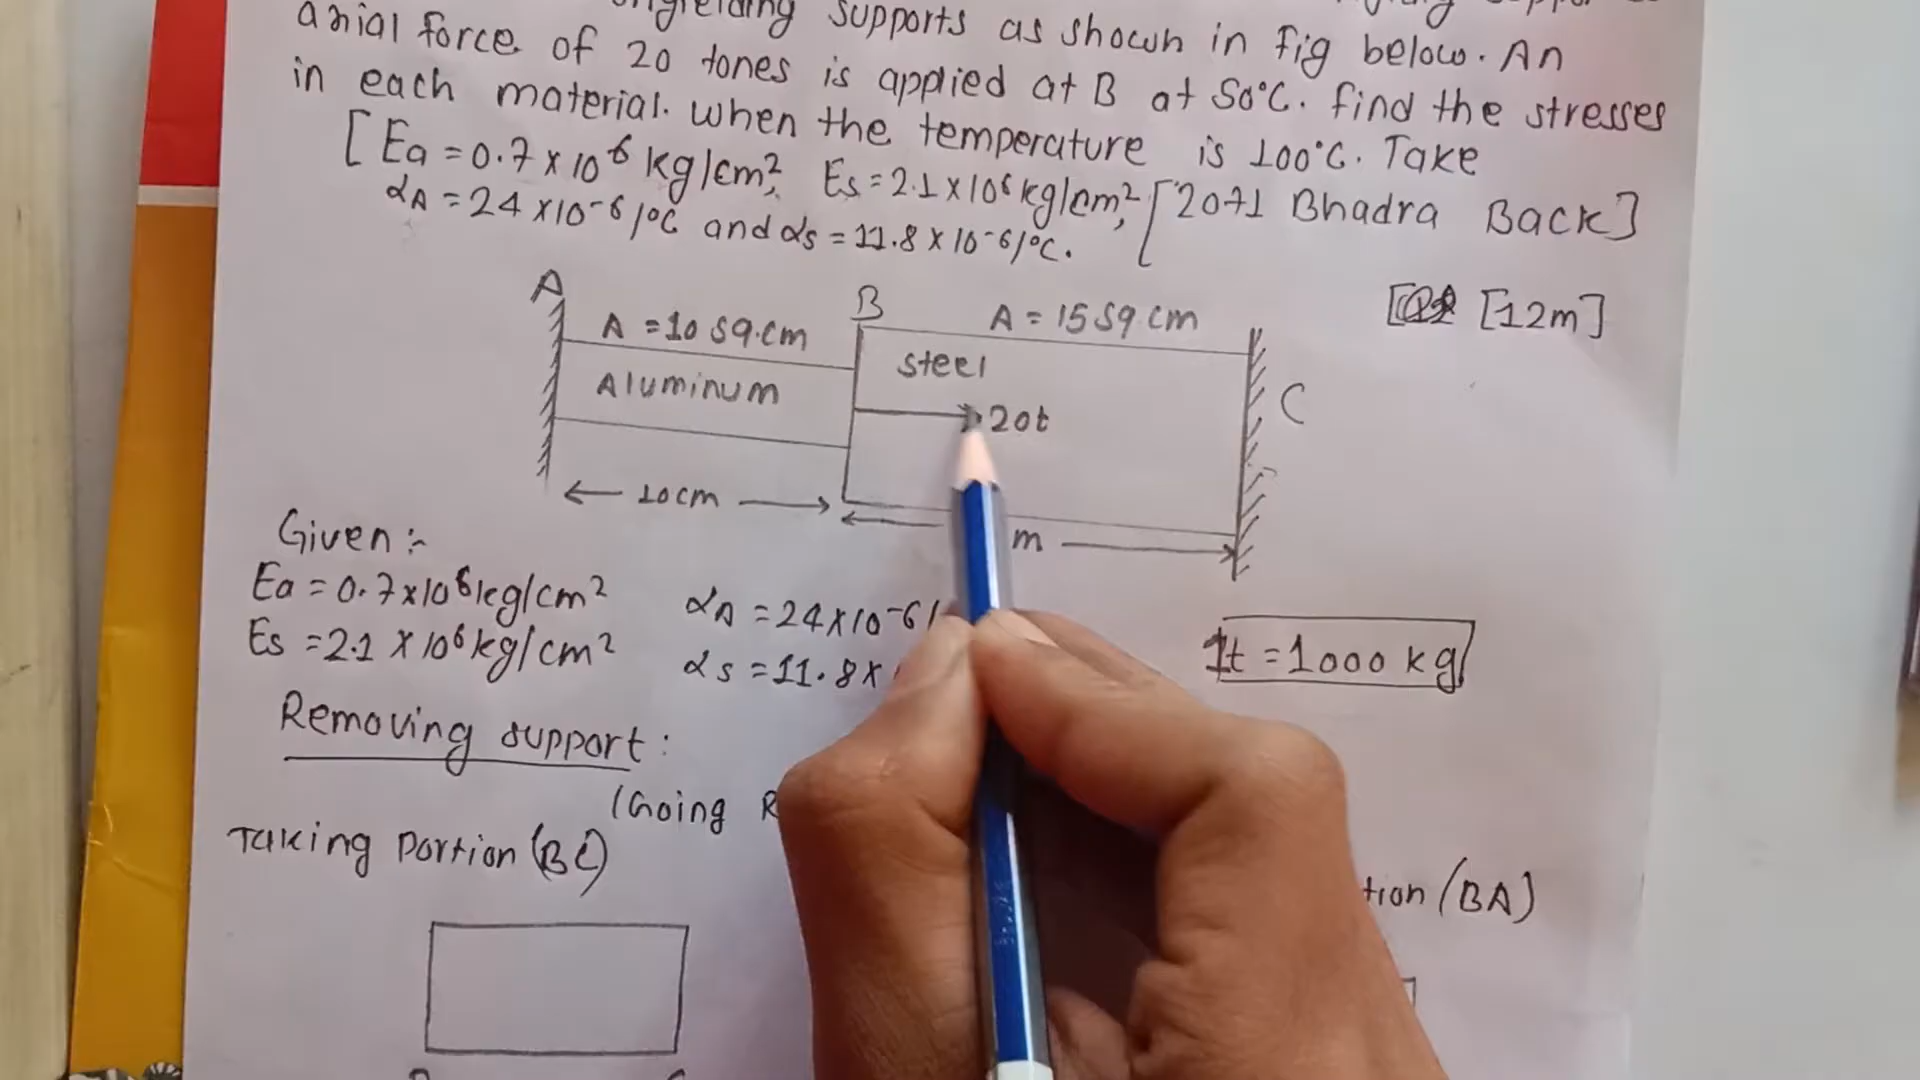 supports as shown in fig below. An
axial force of 20 tones is applied at B at 50°C. find the stresses
in each material. when the temperature is 100°C. Take
[Ea = 0.7 x 10^6 kg/cm², Es = 2.1 x 10^6 kg/cm², [2071 Bhadra Back]
αA = 24 x 10^-6/°C and αs = 11.8 x 10^-6/°C.
[12m]
A
B
A = 10 sq.cm
A = 15 sq.cm
Aluminum
steel
20t
C
10cm
m
Given :-
Ea = 0.7x10^6 kg/cm²
αA = 24x10^-6/
Es = 2.1 x 10^6 kg/cm²
αs = 11.8x
1t = 1000 kg
Removing support :
(Going R
Taking portion (BC)
tion (BA)